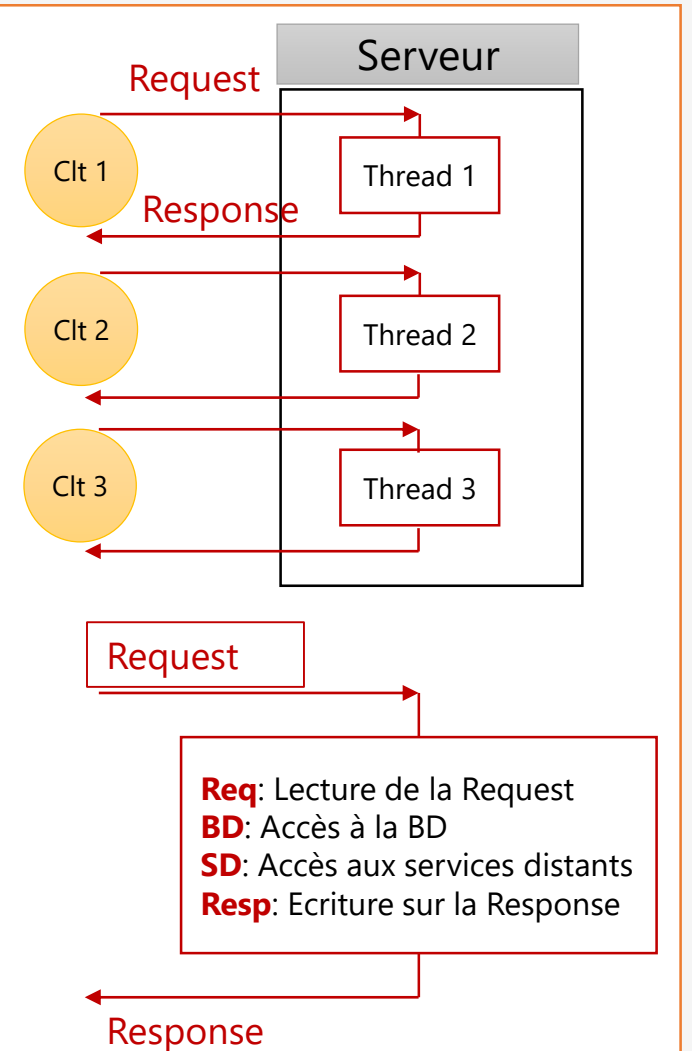 Serveur
Request
Clt 1
Thread 1
Response
Clt 2
Thread 2
Clt 3
Thread 3
Request
Req: Lecture de la Request
BD: Accès à la BD
SD: Accès aux services distants
Resp: Ecriture sur la Response
Response